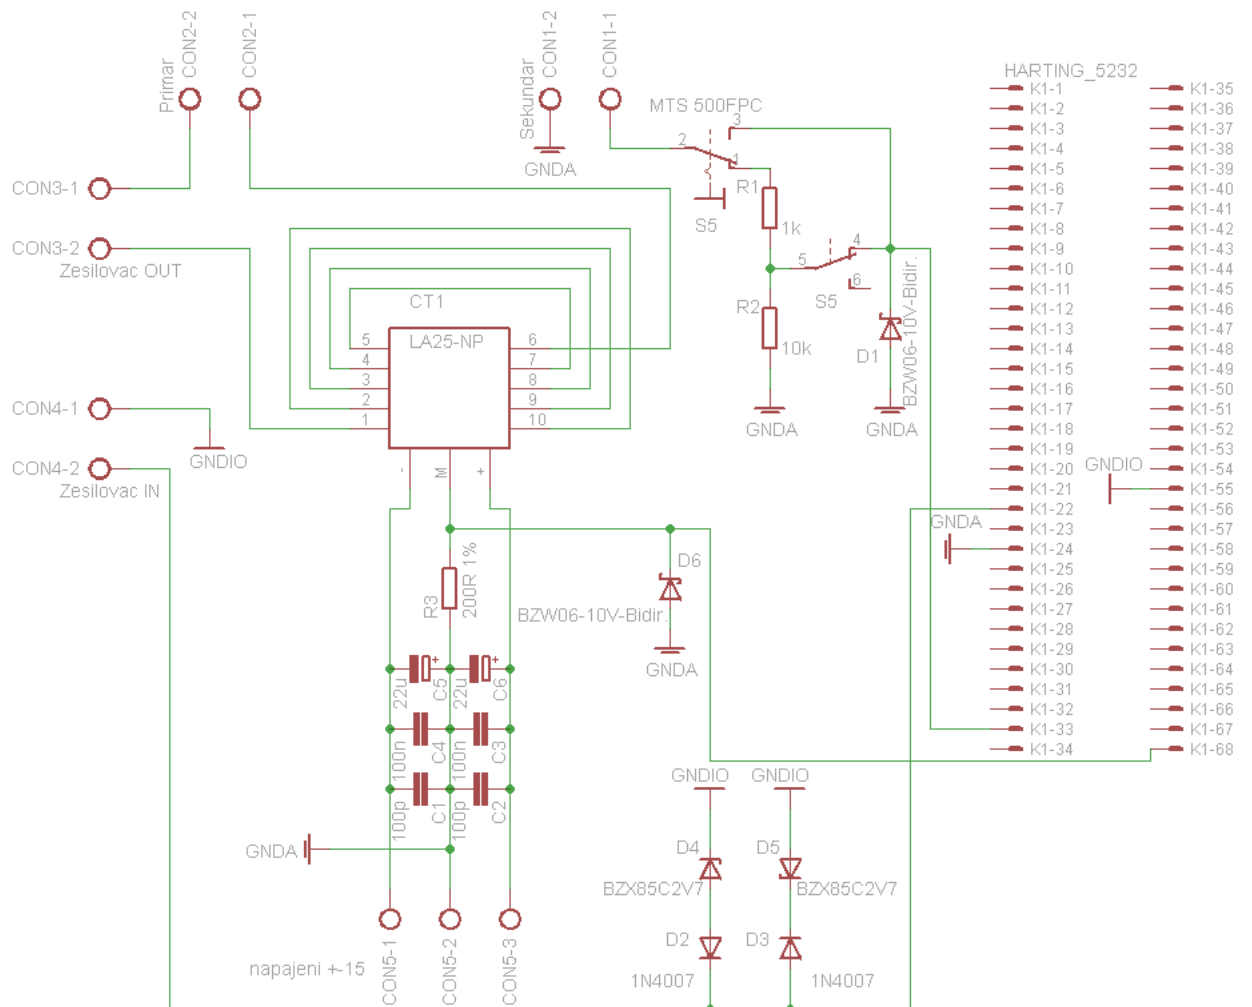 Primar
CON2-2
CON2-1
Sekundar
CON1-2
CON1-1
GNDA
MTS 500FPC
3
2
1
S5
R1
1k
4
5
6
S5
R2
10k
GNDA
D1
BZW06-10V-Bidir.
GNDA
CON3-1
CON3-2
Zesilovac OUT
CT1
LA25-NP
5
4
3
2
1
6
7
8
9
10
-
M
+
CON4-1
GNDIO
CON4-2
Zesilovac IN
R3
200R 1%
D6
BZW06-10V-Bidir.
GNDA
22u
+
C5
22u
+
C6
100n
C4
100n
C3
100p
C1
100p
C2
GNDA
CON5-1
CON5-2
CON5-3
napajeni +-15
GNDIO
GNDIO
D4
D5
BZX85C2V7
BZX85C2V7
D2
D3
1N4007
1N4007
HARTING_5232
K1-1
K1-2
K1-3
K1-4
K1-5
K1-6
K1-7
K1-8
K1-9
K1-10
K1-11
K1-12
K1-13
K1-14
K1-15
K1-16
K1-17
K1-18
K1-19
K1-20
K1-21
K1-22
K1-23
K1-24
K1-25
K1-26
K1-27
K1-28
K1-29
K1-30
K1-31
K1-32
K1-33
K1-34
GNDA
GNDIO
K1-35
K1-36
K1-37
K1-38
K1-39
K1-40
K1-41
K1-42
K1-43
K1-44
K1-45
K1-46
K1-47
K1-48
K1-49
K1-50
K1-51
K1-52
K1-53
K1-54
K1-55
K1-56
K1-57
K1-58
K1-59
K1-60
K1-61
K1-62
K1-63
K1-64
K1-65
K1-66
K1-67
K1-68